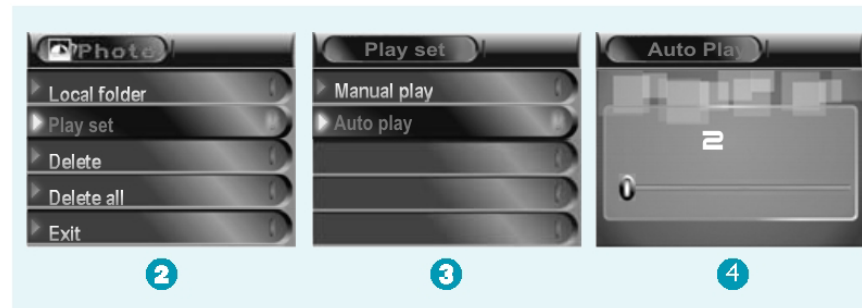 Photo
Local folder
Play set
Delete
Delete all
Exit
2
Play set
Manual play
Auto play
3
Auto Play
2
4